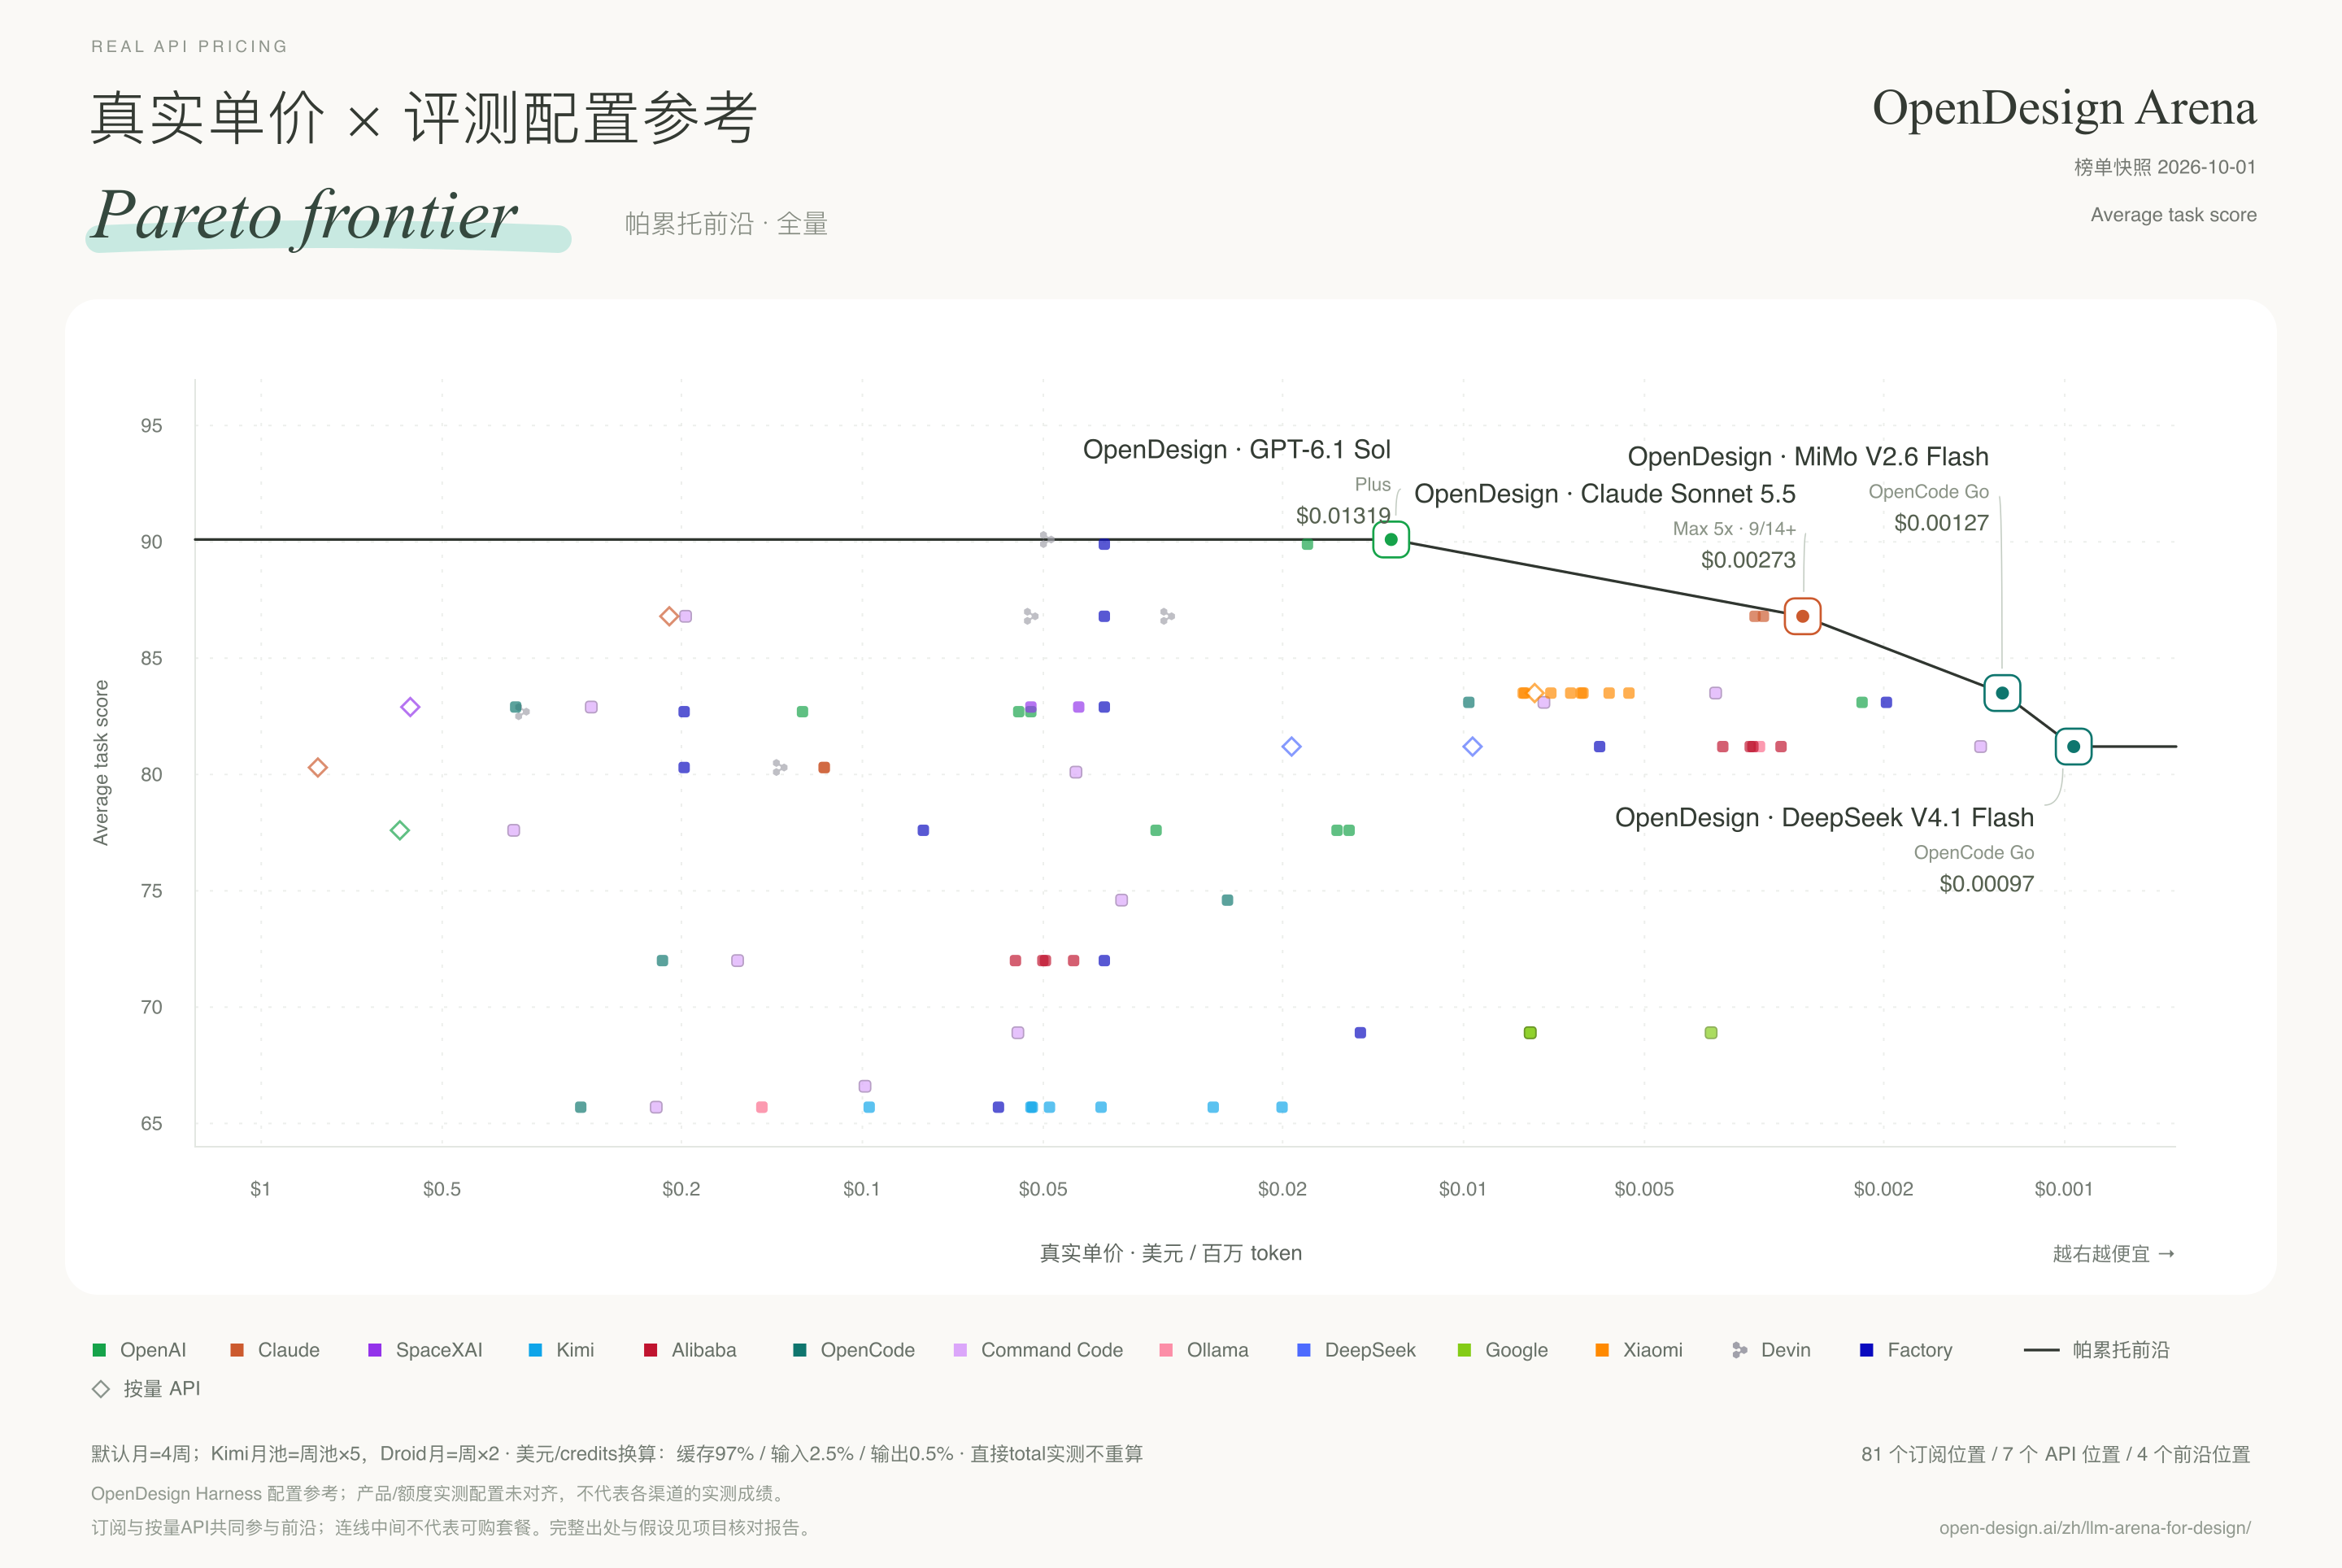 REAL API PRICING
真实单价 × 评测配置参考
Pareto frontier
帕累托前沿 · 全量
OpenDesign Arena
榜单快照 2026-10-01
Average task score
OpenDesign · GPT-6.1 Sol
Plus
$0.01319
OpenDesign · Claude Sonnet 5.5
Max 5x · 9/14+
$0.00273
OpenDesign · MiMo V2.6 Flash
OpenCode Go
$0.00127
OpenDesign · DeepSeek V4.1 Flash
OpenCode Go
$0.00097
Average task score
95
90
85
80
75
70
65
$1
$0.5
$0.2
$0.1
$0.05
$0.02
$0.01
$0.005
$0.002
$0.001
真实单价 · 美元 / 百万 token
越右越便宜 →
OpenAI
Claude
SpaceXAI
Kimi
Alibaba
OpenCode
Command Code
Ollama
DeepSeek
Google
Xiaomi
Devin
Factory
帕累托前沿
按量 API
默认月=4周；Kimi月池=周池×5，Droid月=周×2 · 美元/credits换算：缓存97% / 输入2.5% / 输出0.5% · 直接total实测不重算
81 个订阅位置 / 7 个 API 位置 / 4 个前沿位置
OpenDesign Harness 配置参考；产品/额度实测配置未对齐，不代表各渠道的实测成绩。
订阅与按量API共同参与前沿；连线中间不代表可购套餐。完整出处与假设见项目核对报告。
open-design.ai/zh/llm-arena-for-design/